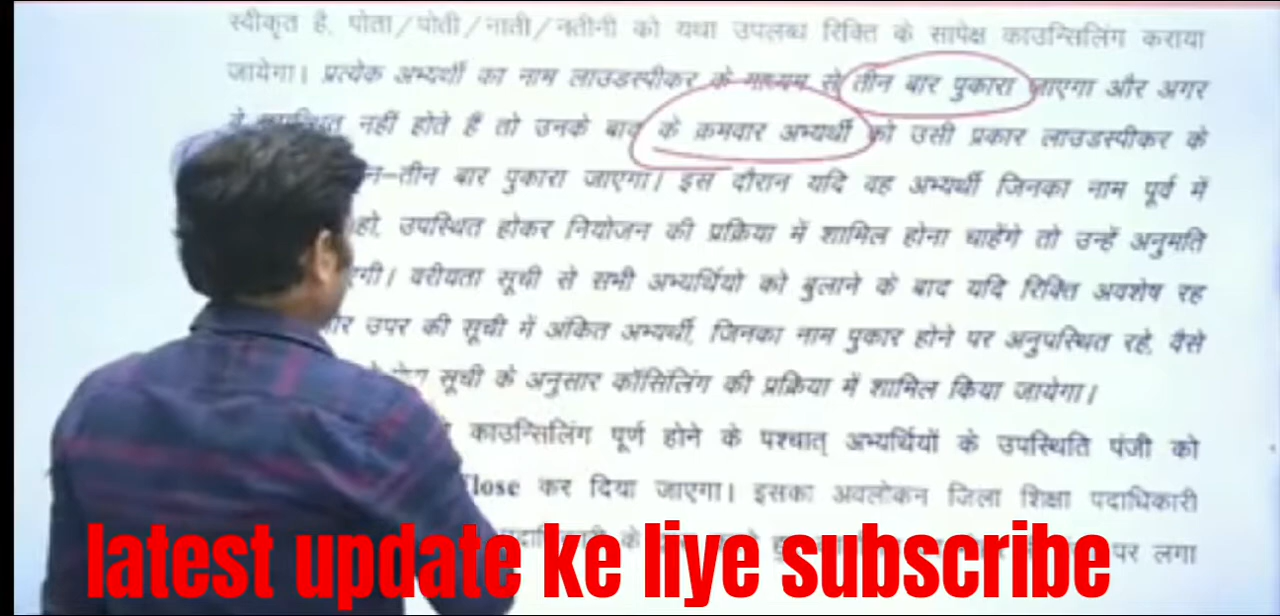 स्वीकृत है, पोता/पोती/नाती/नतीनी को यथा उपलब्ध रिक्ति के सापेक्ष काउन्सिलिंग कराया
जायेगा। प्रत्येक अभ्यर्थी का नाम लाउडस्पीकर के माध्यम से तीन बार पुकारा जाएगा और अगर
नहीं होते हैं तो उनके बाद के क्रमवार अभ्यर्थी को उसी प्रकार लाउडस्पीकर के
न-तीन बार पुकारा जाएगा। इस दौरान यदि वह अभ्यर्थी जिनका नाम पूर्व में
हो, उपस्थित होकर नियोजन की प्रक्रिया में शामिल होना चाहेंगे तो उन्हें अनुमति
वरीयता सूची से सभी अभ्यर्थियो को बुलाने के बाद यदि रिक्ति अवशेष रह
उपर की सूची में अंकित अभ्यर्थी, जिनका नाम पुकार होने पर अनुपस्थित रहे, वैसे
सूची के अनुसार कॉसिलिंग की प्रक्रिया में शामिल किया जायेगा।
काउन्सिलिंग पूर्ण होने के पश्चात् अभ्यर्थियों के उपस्थिति पंजी को
lose कर दिया जाएगा। इसका अवलोकन जिला शिक्षा पदाधिकारी
पर लगा
latest update ke liye subscribe